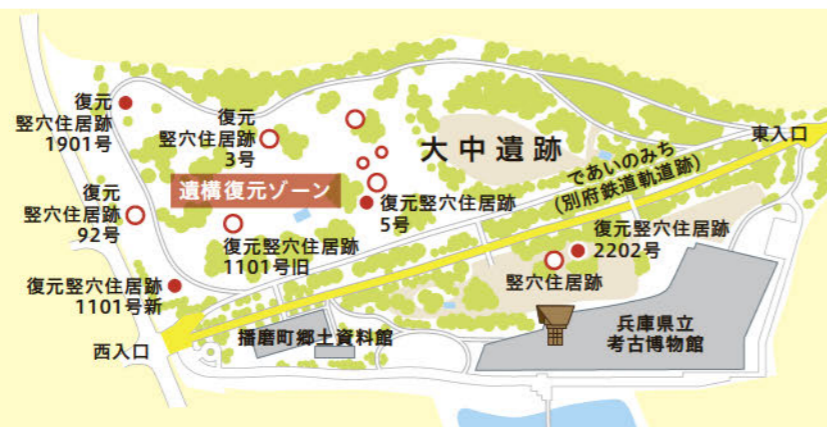 復元
竪穴住居跡
1901号
復元
竪穴住居跡
3号
大中遺跡
東入口
であいのみち
(別府鉄道軌道跡)
遺構復元ゾーン
復元
竪穴住居跡
92号
復元竪穴住居跡
5号
復元竪穴住居跡
1101号旧
復元竪穴住居跡
2202号
竪穴住居跡
復元竪穴住居跡
1101号新
西入口
播磨町郷土資料館
兵庫県立
考古博物館